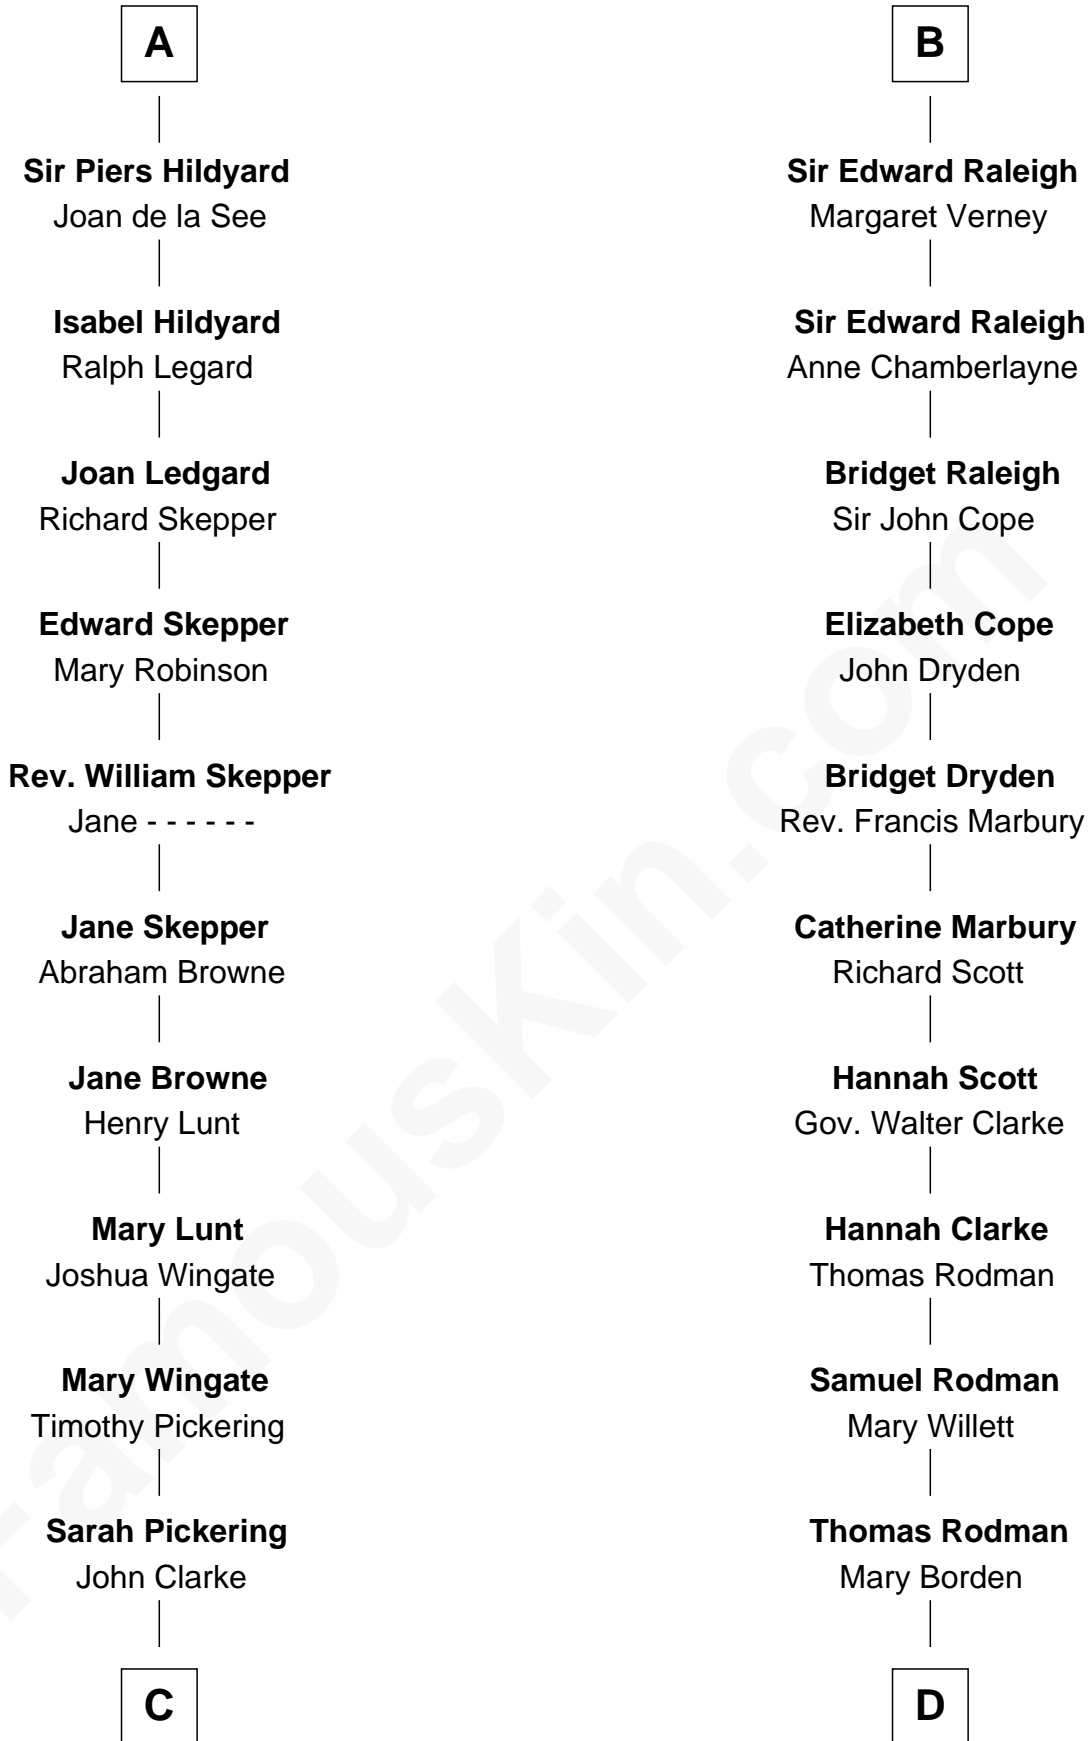 A
Sir Piers Hildyard
Joan de la See
Isabel Hildyard
Ralph Legard
Joan Ledgard
Richard Skepper
Edward Skepper
Mary Robinson
Rev. William Skepper
Jane - - - - - -
Jane Skepper
Abraham Browne
Jane Browne
Henry Lunt
Mary Lunt
Joshua Wingate
Mary Wingate
Timothy Pickering
Sarah Pickering
John Clarke
C
B
Sir Edward Raleigh
Margaret Verney
Sir Edward Raleigh
Anne Chamberlayne
Bridget Raleigh
Sir John Cope
Elizabeth Cope
John Dryden
Bridget Dryden
Rev. Francis Marbury
Catherine Marbury
Richard Scott
Hannah Scott
Gov. Walter Clarke
Hannah Clarke
Thomas Rodman
Samuel Rodman
Mary Willett
Thomas Rodman
Mary Borden
D
FamousKin.com